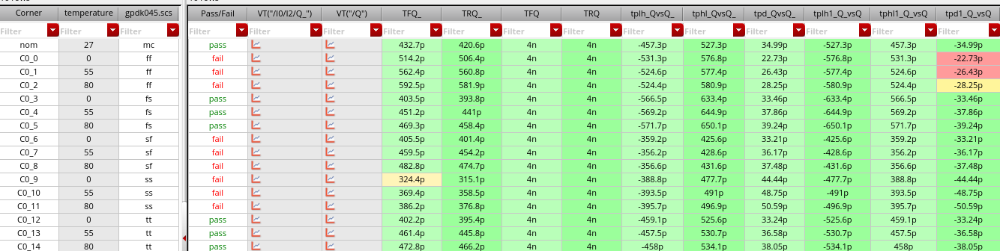 Corner temperature gpdk045.scs Pass/Fail VT("/I0/I2/Q_") VT("/Q") TFQ_ TRQ_ TFQ TRQ tplh_QvsQ_ tphl_QvsQ_ tpd_QvsQ_ tplh1_Q_vsQ tphl1_Q_vsQ tpd1_Q_vsQ
Filter Filter Filter Filter Filter Filter Filter Filter Filter Filter Filter Filter Filter Filter Filter Filter
nom 27 mc pass 432.7p 420.6p 4n 4n -457.3p 527.3p 34.99p -527.3p 457.3p -34.99p
C0_0 0 ff fail 514.2p 506.4p 4n 4n -531.3p 576.8p 22.73p -576.8p 531.3p -22.73p
C0_1 55 ff fail 562.4p 560.8p 4n 4n -524.6p 577.4p 26.43p -577.4p 524.6p -26.43p
C0_2 80 ff fail 592.5p 581.9p 4n 4n -524.4p 580.9p 28.25p -580.9p 524.4p -28.25p
C0_3 0 fs pass 403.5p 393.8p 4n 4n -566.5p 633.4p 33.46p -633.4p 566.5p -33.46p
C0_4 55 fs pass 451.2p 441p 4n 4n -569.2p 644.9p 37.86p -644.9p 569.2p -37.86p
C0_5 80 fs pass 469.3p 458.4p 4n 4n -571.7p 650.1p 39.24p -650.1p 571.7p -39.24p
C0_6 0 sf fail 405.5p 401.4p 4n 4n -359.2p 425.6p 33.21p -425.6p 359.2p -33.21p
C0_7 55 sf fail 459.5p 454.2p 4n 4n -356.2p 428.6p 36.17p -428.6p 356.2p -36.17p
C0_8 80 sf fail 482.8p 474.7p 4n 4n -356.6p 431.6p 37.48p -431.6p 356.6p -37.48p
C0_9 0 ss fail 324.4p 315.1p 4n 4n -388.8p 477.7p 44.44p -477.7p 388.8p -44.44p
C0_10 55 ss fail 369.4p 358.5p 4n 4n -393.5p 491p 48.75p -491p 393.5p -48.75p
C0_11 80 ss fail 386.2p 376.8p 4n 4n -395.7p 496.9p 50.59p -496.9p 395.7p -50.59p
C0_12 0 tt pass 402.2p 395.4p 4n 4n -459.1p 525.6p 33.24p -525.6p 459.1p -33.24p
C0_13 55 tt pass 461.4p 445.8p 4n 4n -457.5p 530.7p 36.58p -530.7p 457.5p -36.58p
C0_14 80 tt pass 472.8p 466.2p 4n 4n -458p 534.1p 38.05p -534.1p 458p -38.05p